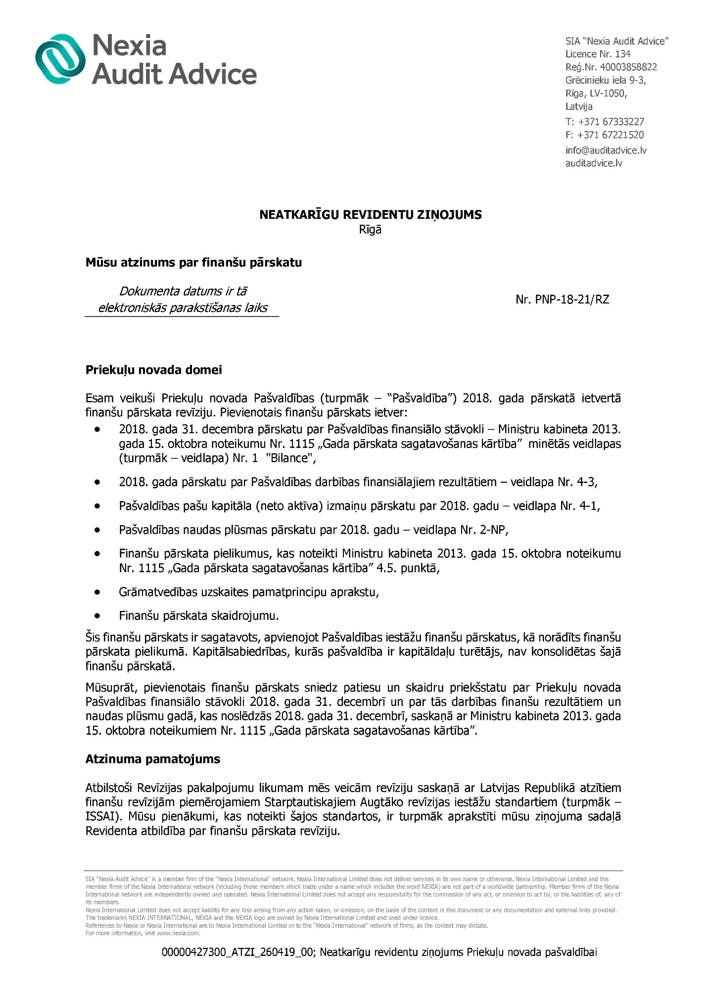 Nexia
Audit Advice
SIA “Nexia Audit Advice”
Licence Nr. 134
Reģ.Nr. 40003858822
Grēcinieku iela 9-3,
Rīga, LV-1050,
Latvija
T: +371 67333227
F: +371 67221520
info@auditadvice.lv
auditadvice.lv
NEATKARĪGU REVIDENTU ZIŅOJUMS
Rīgā
Mūsu atzinums par finanšu pārskatu
Dokumenta datums ir tā
elektroniskās parakstīšanas laiks
Nr. PNP-18-21/RZ
Priekuļu novada domei
Esam veikuši Priekuļu novada Pašvaldības (turpmāk – “Pašvaldība”) 2018. gada pārskatā ietvertā
finanšu pārskata revīziju. Pievienotais finanšu pārskats ietver:
• 2018. gada 31. decembra pārskatu par Pašvaldības finansiālo stāvokli – Ministru kabineta 2013.
gada 15. oktobra noteikumu Nr. 1115 „Gada pārskata sagatavošanas kārtība” minētās veidlapas
(turpmāk – veidlapa) Nr. 1 "Bilance",
• 2018. gada pārskatu par Pašvaldības darbības finansiālajiem rezultātiem – veidlapa Nr. 4-3,
• Pašvaldības pašu kapitāla (neto aktīva) izmaiņu pārskatu par 2018. gadu – veidlapa Nr. 4-1,
• Pašvaldības naudas plūsmas pārskatu par 2018. gadu – veidlapa Nr. 2-NP,
• Finanšu pārskata pielikumus, kas noteikti Ministru kabineta 2013. gada 15. oktobra noteikumu
Nr. 1115 „Gada pārskata sagatavošanas kārtība” 4.5. punktā,
• Grāmatvedības uzskaites pamatprincipu aprakstu,
• Finanšu pārskata skaidrojumu.
Šis finanšu pārskats ir sagatavots, apvienojot Pašvaldības iestāžu finanšu pārskatus, kā norādīts finanšu
pārskata pielikumā. Kapitālsabiedrības, kurās pašvaldība ir kapitāldaļu turētājs, nav konsolidētas šajā
finanšu pārskatā.
Mūsuprāt, pievienotais finanšu pārskats sniedz patiesu un skaidru priekšstatu par Priekuļu novada
Pašvaldības finansiālo stāvokli 2018. gada 31. decembrī un par tās darbības finanšu rezultātiem un
naudas plūsmu gadā, kas noslēdzās 2018. gada 31. decembrī, saskaņā ar Ministru kabineta 2013. gada
15. oktobra noteikumiem Nr. 1115 „Gada pārskata sagatavošanas kārtība”.
Atzinuma pamatojums
Atbilstoši Revīzijas pakalpojumu likumam mēs veicām revīziju saskaņā ar Latvijas Republikā atzītiem
finanšu revīzijām piemērojamiem Starptautiskajiem Augtāko revīzijas iestāžu standartiem (turpmāk –
ISSAI). Mūsu pienākumi, kas noteikti šajos standartos, ir turpmāk aprakstīti mūsu ziņojuma sadaļā
Revidenta atbildība par finanšu pārskata revīziju.
SIA “Nexia Audit Advice” is a member firm of the “Nexia International” network. Nexia International Limited does not deliver services in its own name or otherwise. Nexia International Limited and the
member firms of the Nexia International network (including those members which trade under a name which includes the word NEXIA) are not part of a worldwide partnership. Member firms of the Nexia
International network are independently owned and operated. Nexia International Limited does not accept any responsibility for the commission of any act, or omission to act by, or the liabilities of, any of
its members.
Nexia International Limited does not accept liability for any loss arising from any action taken, or omission, on the basis of the content in this document or any documentation and external links provided.
The trademarks NEXIA INTERNATIONAL, NEXIA and the NEXIA logo are owned by Nexia International Limited and used under licence.
References to Nexia or Nexia International are to Nexia International Limited or to the “Nexia International” network of firms, as the context may dictate.
For more information, visit www.nexia.com.
00000427300_ATZI_260419_00; Neatkarīgu revidentu ziņojums Priekuļu novada pašvaldībai